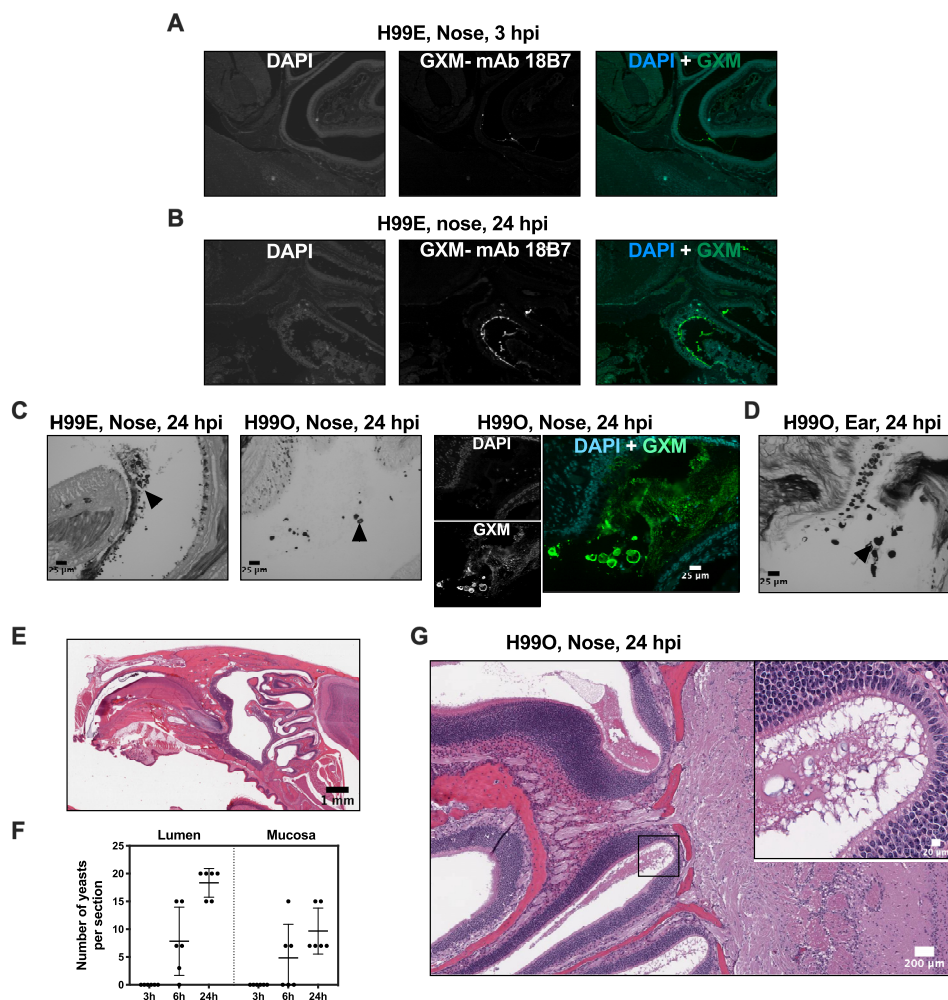 A
H99E, Nose, 3 hpi
DAPI
GXM- mAb 18B7
DAPI + GXM
B
H99E, nose, 24 hpi
DAPI
GXM- mAb 18B7
DAPI + GXM
C
H99E, Nose, 24 hpi
25 µm
H99O, Nose, 24 hpi
25 µm
H99O, Nose, 24 hpi
DAPI
GXM
DAPI + GXM
25 µm
D
H99O, Ear, 24 hpi
25 µm
E
1 mm
F
Lumen
Mucosa
Number of yeasts
per section
25
20
15
10
5
0
3h
6h
24h
3h
6h
24h
G
H99O, Nose, 24 hpi
20 µm
200 µm